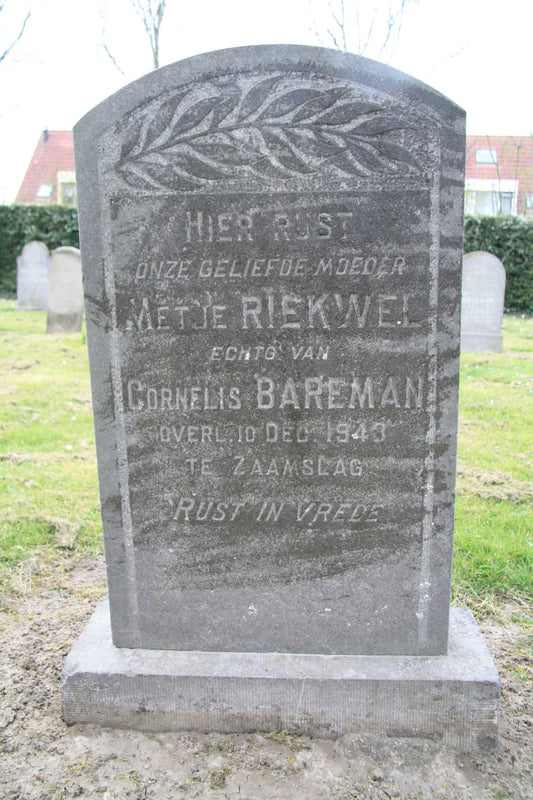 HIER RUST
ONZE GELIEFDE MOEDER
METJE RIEKWEL
ECHTG VAN
CORNELIS BAREMAN
OVERL. 10 DEC. 1943
TE ZAAMSLAG
RUST IN VREDE